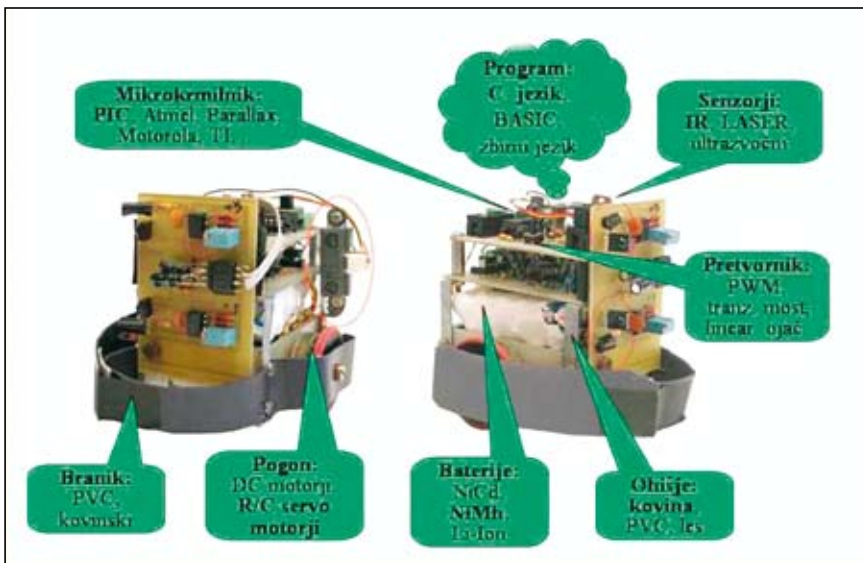 Mikrokrmilnik:
PIC, Atmel, Parallax,
Motorola, TI,
Program:
C jezik,
BASIC,
zbirni jezik
Senzorji:
IR, LASER,
ultrazvočni
Pretvornik:
PWM,
tranz. most,
linear. ojač
Branik:
PVC,
kovinski
Pogon:
DC motorji,
R/C servo
motorji
Baterije:
NiCd,
NiMh,
Li-Ion
Ohišje:
kovina,
PVC, les